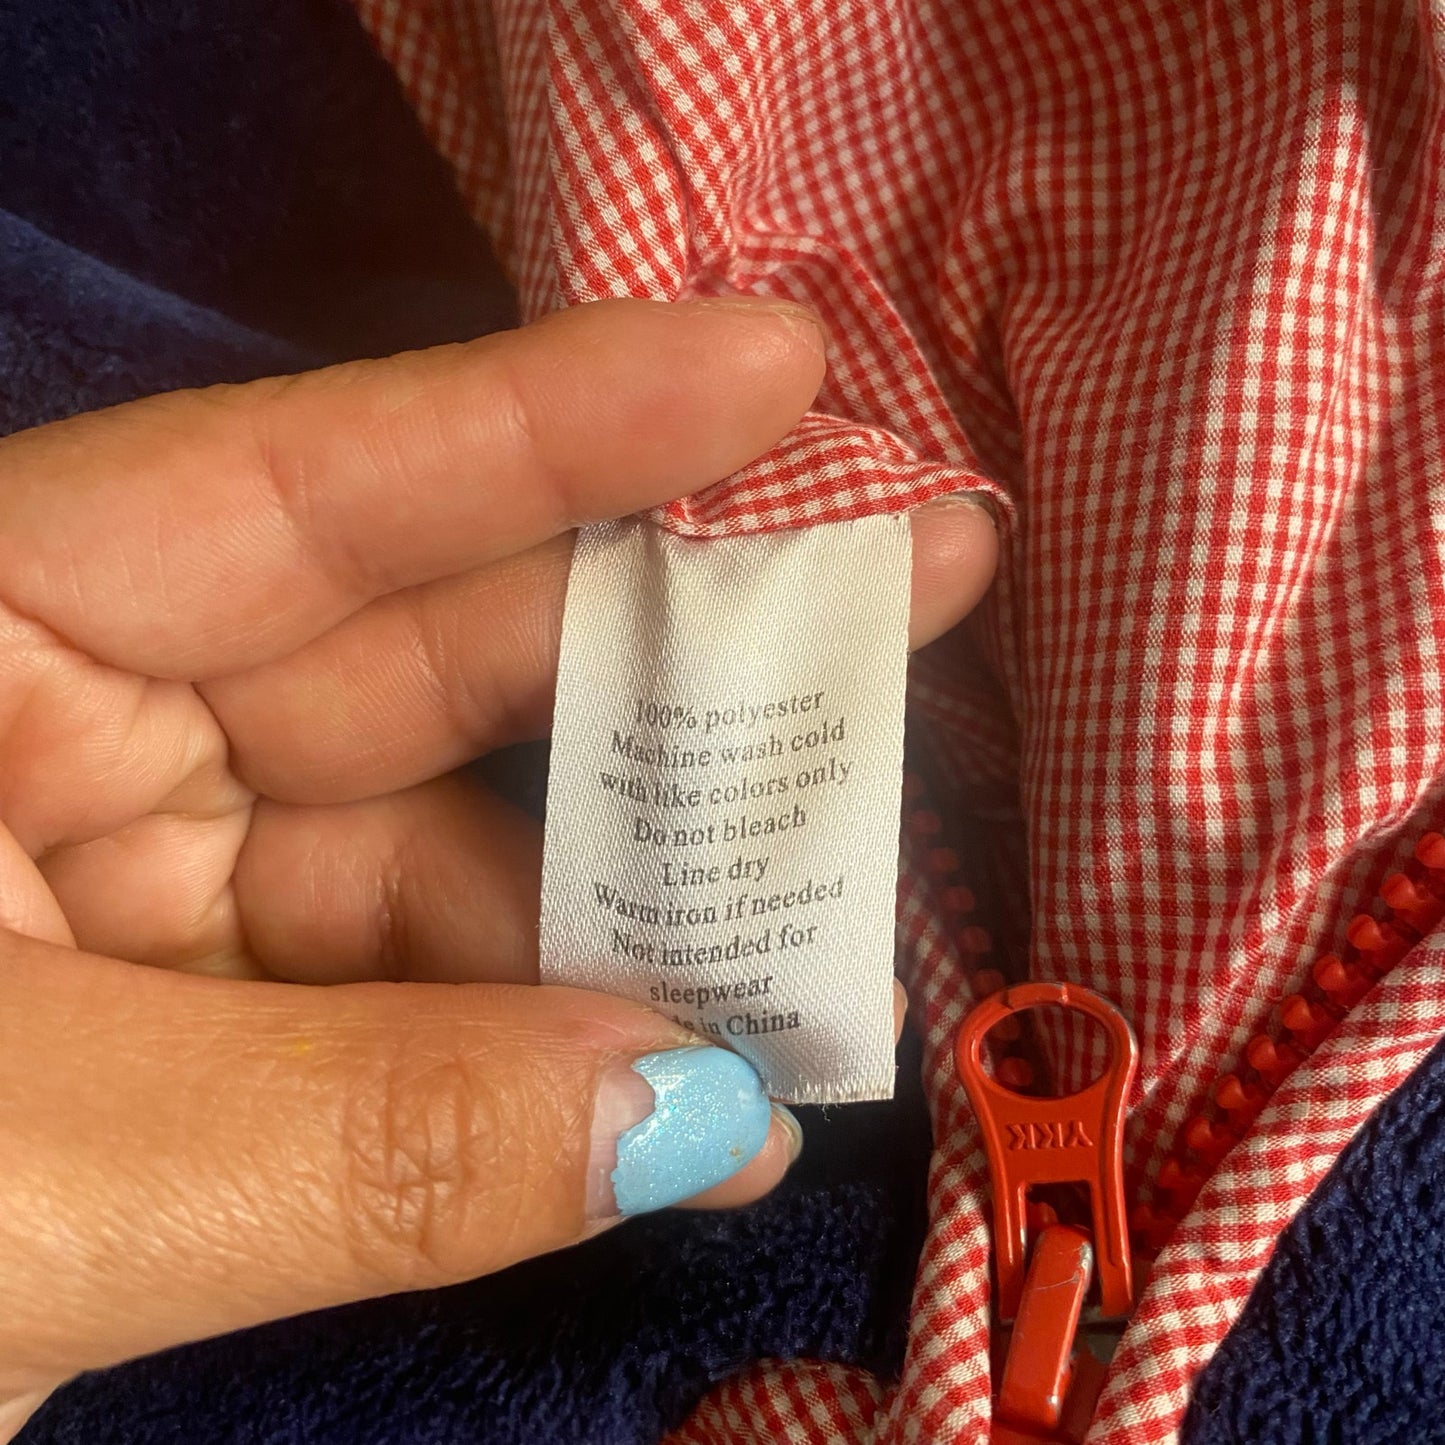 100% polyester
Machine wash cold
with like colors only
Do not bleach
Line dry
Warm iron if needed
Not intended for
sleepwear
in China
YKK